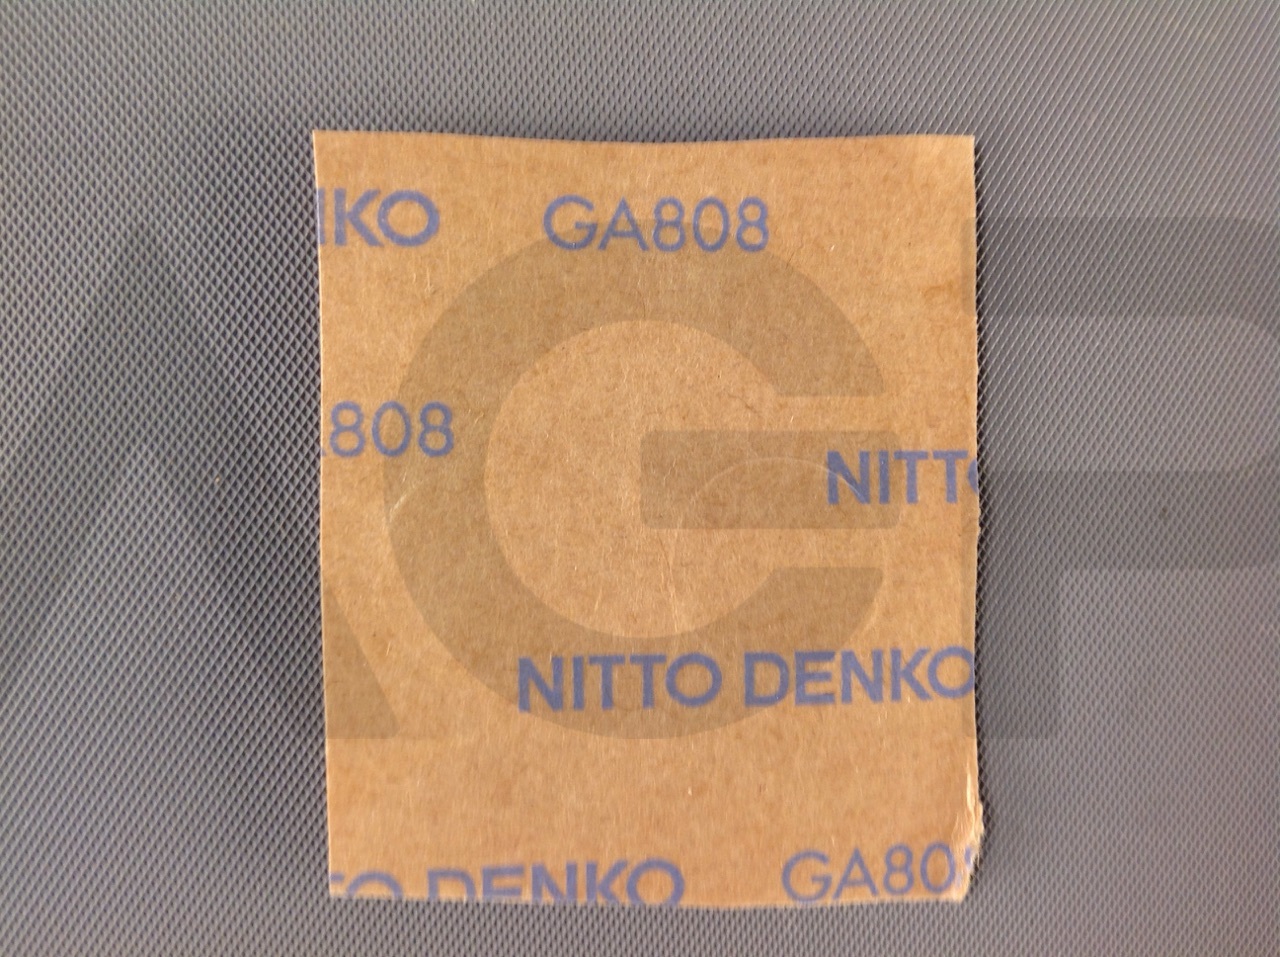 NKO GA808
808
NITTO
NITTO DENKO
TO DENKO GA808